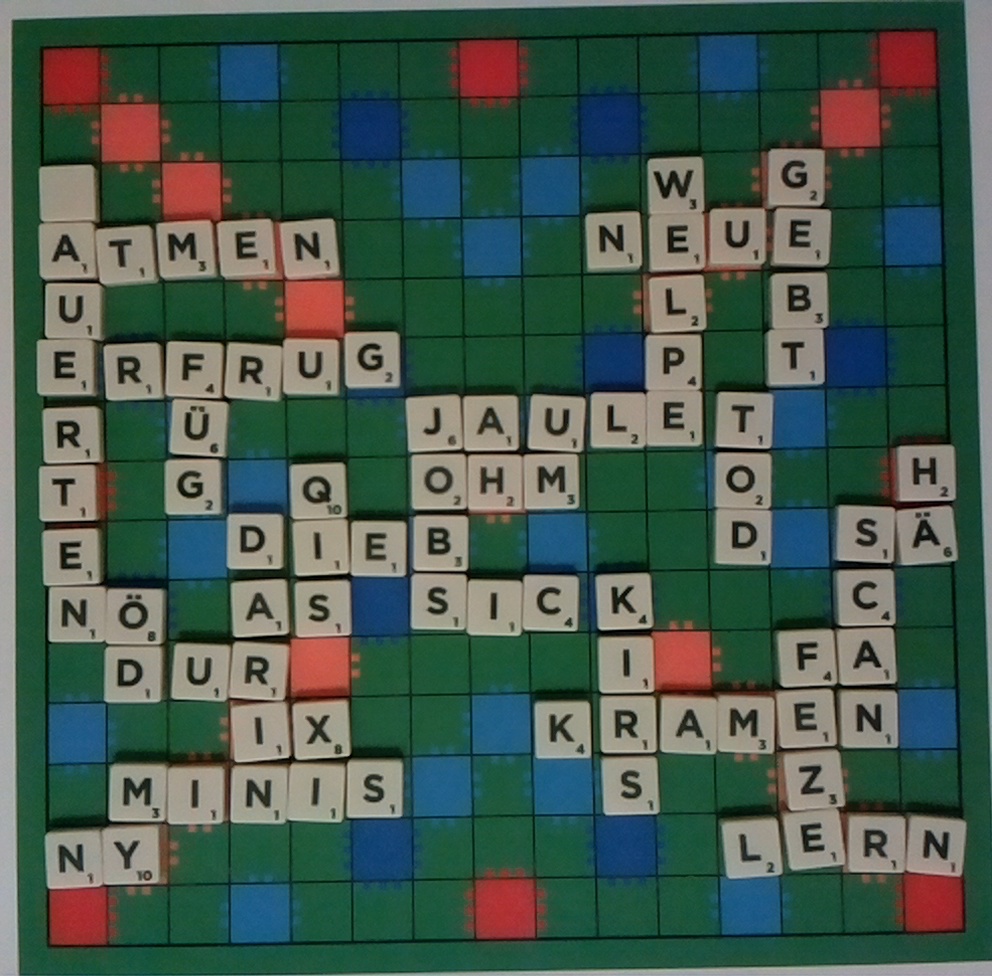 W G
ATMEN NEUE
U L B
ERFRUG P T
R Ü JAULET
T G Q OHM O H
E DIEB D SÄ
NÖ AS SICK C
DUR I FA
IX KRAMEN
MINIS S Z
NY LERN